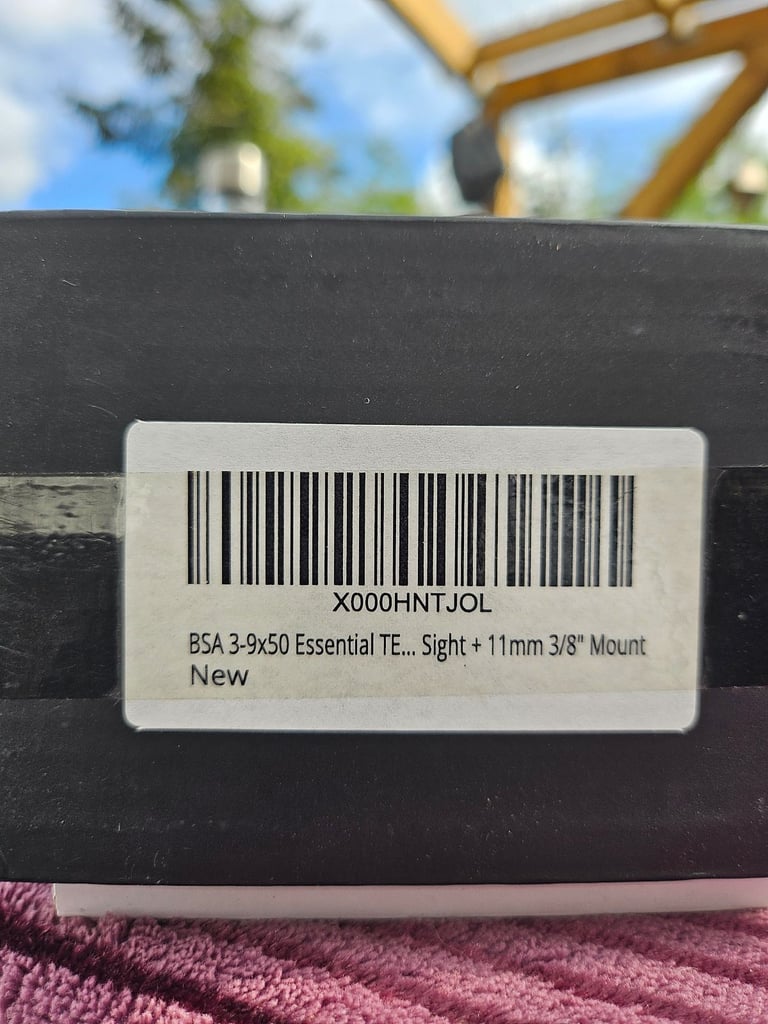 X000HNTJOL
BSA 3-9x50 Essential TE... Sight + 11mm 3/8" Mount
New